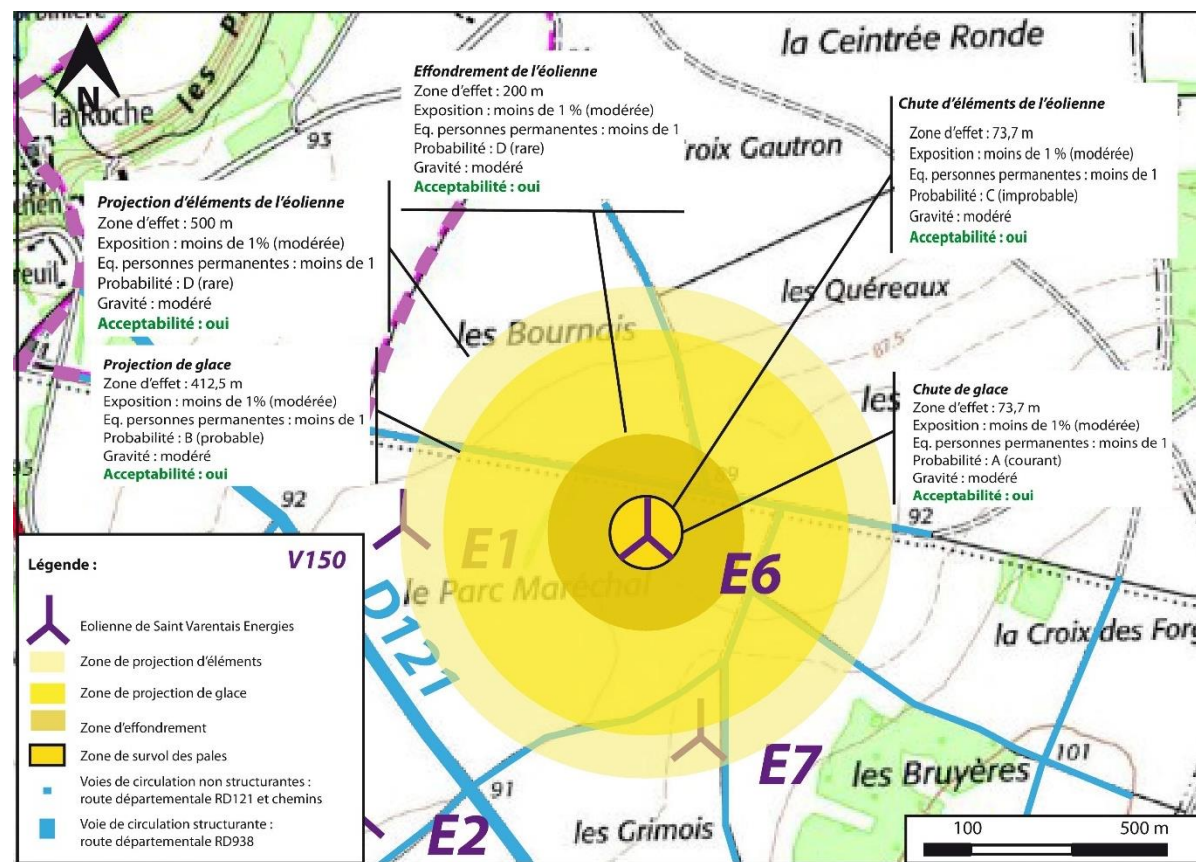 la Ceintrée Ronde
N
la Roche
les
93
roix Gautron
Effondrement de l'éolienne
Zone d'effet : 200 m
Exposition : moins de 1 % (modérée)
Eq. personnes permanentes : moins de 1
Probabilité : D (rare)
Gravité : modéré
Acceptabilité : oui
Chute d'éléments de l'éolienne
Zone d'effet : 73,7 m
Exposition : moins de 1 % (modérée)
Eq. personnes permanentes : moins de 1
Probabilité : C (improbable)
Gravité : modéré
Acceptabilité : oui
Projection d'éléments de l'éolienne
Zone d'effet : 500 m
Exposition : moins de 1% (modérée)
Eq. personnes permanentes : moins de 1
Probabilité : D (rare)
Gravité : modéré
Acceptabilité : oui
chen
reuil
les Quéreaux
les Bournais
87.5
Projection de glace
Zone d'effet : 412,5 m
Exposition : moins de 1% (modérée)
Eq. personnes permanentes : moins de 1
Probabilité : B (probable)
Gravité : modéré
Acceptabilité : oui
les
Chute de glace
Zone d'effet : 73,7 m
Exposition : moins de 1% (modérée)
Eq. personnes permanentes : moins de 1
Probabilité : A (courant)
Gravité : modéré
Acceptabilité : oui
95
92
89
92
E1
le Parc Maréchal
E6
D121
la Croix des Forg
E7
101
les Bruyères
91
E2
les Grimois
Légende :
V150
Eolienne de Saint Varentais Energies
Zone de projection d'éléments
Zone de projection de glace
Zone d'effondrement
Zone de survol des pales
Voies de circulation non structurantes :
route départementale RD121 et chemins
Voie de circulation structurante :
route départementale RD938
100
500 m